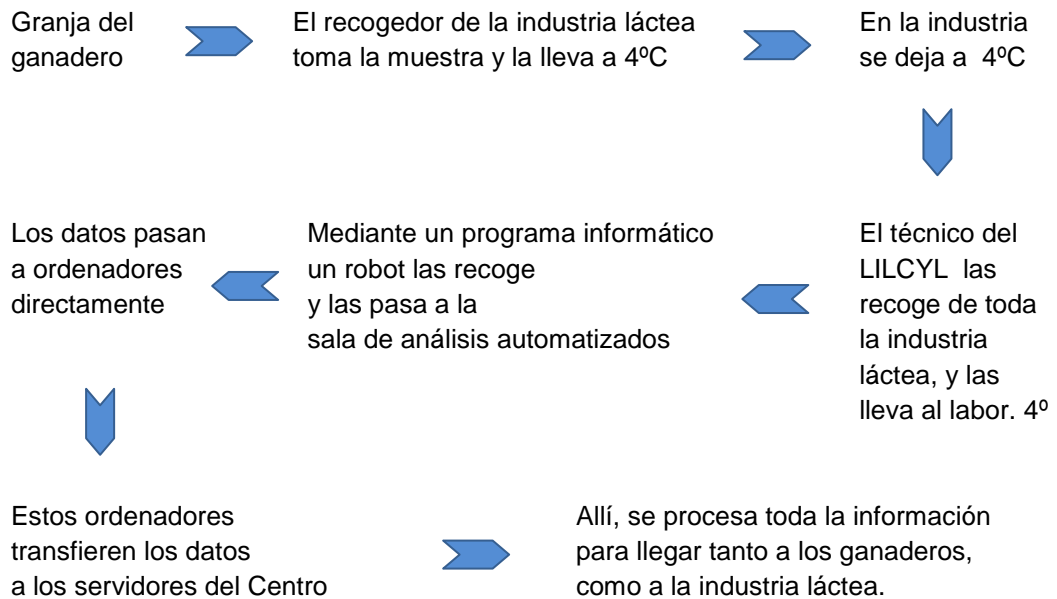 Granja del
ganadero
El recogedor de la industria láctea
toma la muestra y la lleva a 4ºC
En la industria
se deja a 4ºC
El técnico del
LILCYL las
recoge de toda
la industria
láctea, y las
lleva al labor. 4º
Mediante un programa informático
un robot las recoge
y las pasa a la
sala de análisis automatizados
Los datos pasan
a ordenadores
directamente
Estos ordenadores
transfieren los datos
a los servidores del Centro
Allí, se procesa toda la información
para llegar tanto a los ganaderos,
como a la industria láctea.